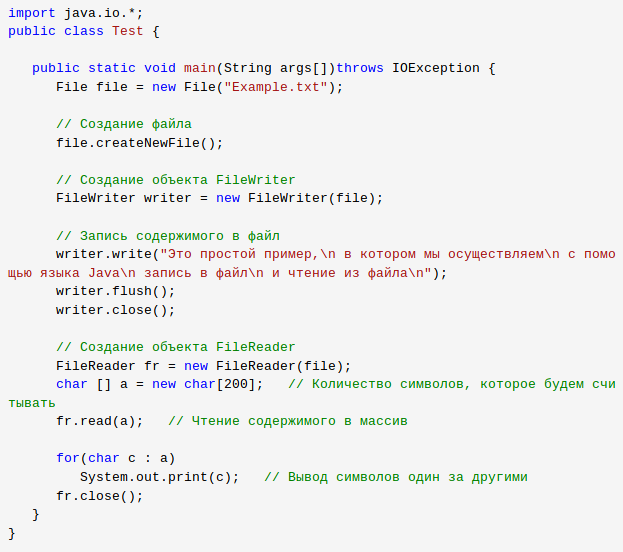 import java.io.*;
public class Test {

   public static void main(String args[])throws IOException {
      File file = new File("Example.txt");

      // Создание файла
      file.createNewFile();

      // Создание объекта FileWriter
      FileWriter writer = new FileWriter(file);

      // Запись содержимого в файл
      writer.write("Это простой пример,\n в котором мы осуществляем\n с помо
щью языка Java\n запись в файл\n и чтение из файла\n");
      writer.flush();
      writer.close();

      // Создание объекта FileReader
      FileReader fr = new FileReader(file);
      char [] a = new char[200];   // Количество символов, которое будем счи
тывать
      fr.read(a);   // Чтение содержимого в массив

      for(char c : a)
         System.out.print(c);   // Вывод символов один за другими
      fr.close();
   }
}